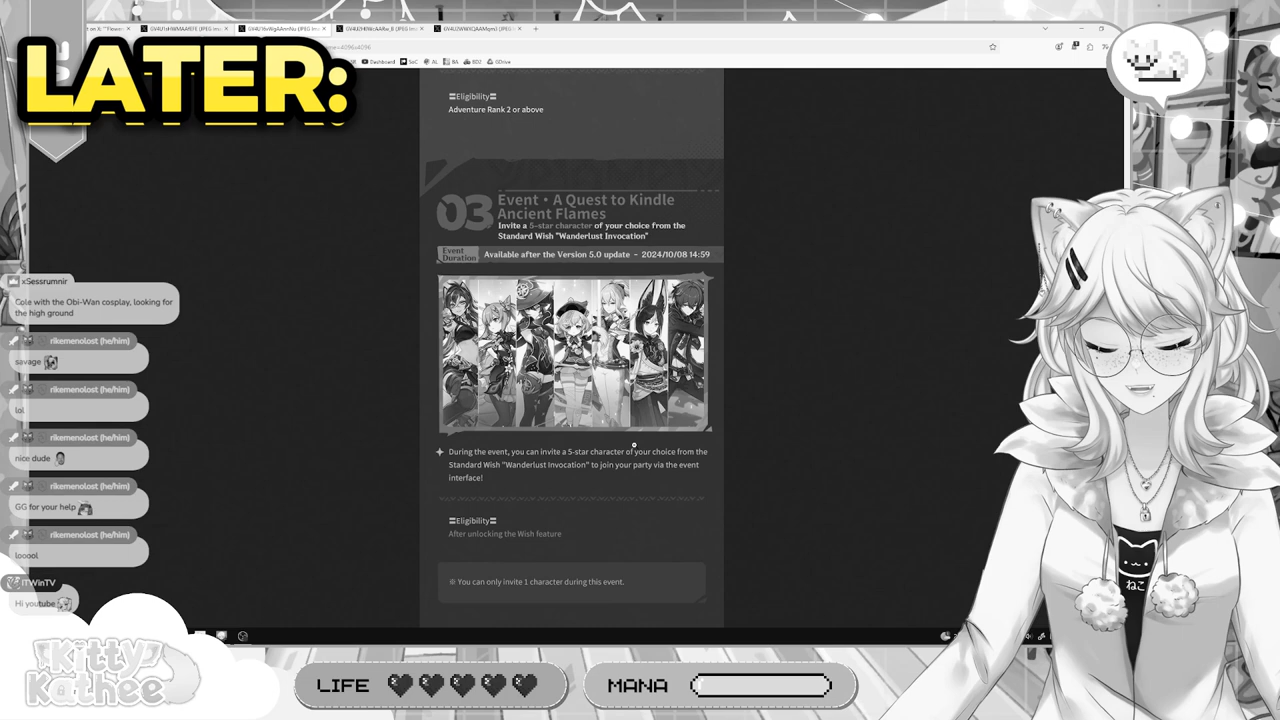 LATER:
Dashboard
SoC
AL
BA
BD2
GDrive
〓Eligibility〓
Adventure Rank 2 or above
03
Event・A Quest to Kindle
Ancient Flames
Invite a 5-star character of your choice from the
Standard Wish "Wanderlust Invocation"
Event
Duration
Available after the Version 5.0 update - 2024/10/08 14:59
During the event, you can invite a 5-star character of your choice from the
Standard Wish "Wanderlust Invocation" to join your party via the event
interface!
〓Eligibility〓
After unlocking the Wish feature
※ You can only invite 1 character during this event.
xSessrumnir
Cole with the Obi-Wan cosplay, looking for
the high ground
rikemenolost (he/him)
savage
rikemenolost (he/him)
lol
rikemenolost (he/him)
nice dude
rikemenolost (he/him)
GG for your help
rikemenolost (he/him)
looool
ITWinTV
Hi youtube
Kitty
Kathee
LIFE
MANA
ねこ